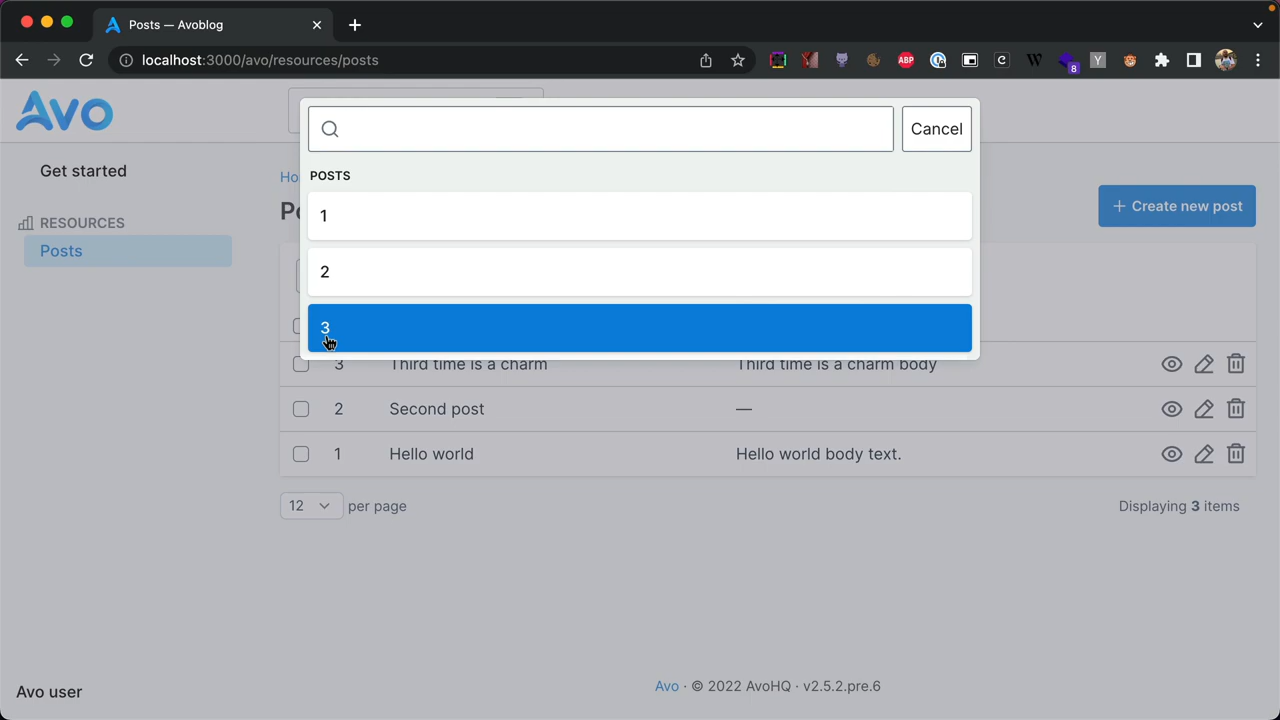 Posts — Avoblog
localhost:3000/avo/resources/posts
ABP
C
W
8
Y
Avo
Cancel
Get started
POSTS
Ho
1
Po
+ Create new post
RESOURCES
Posts
2
3
3 Third time is a charm Third time is a charm body
2 Second post —
1 Hello world Hello world body text.
12 per page
Displaying 3 items
Avo user
Avo · © 2022 AvoHQ · v2.5.2.pre.6